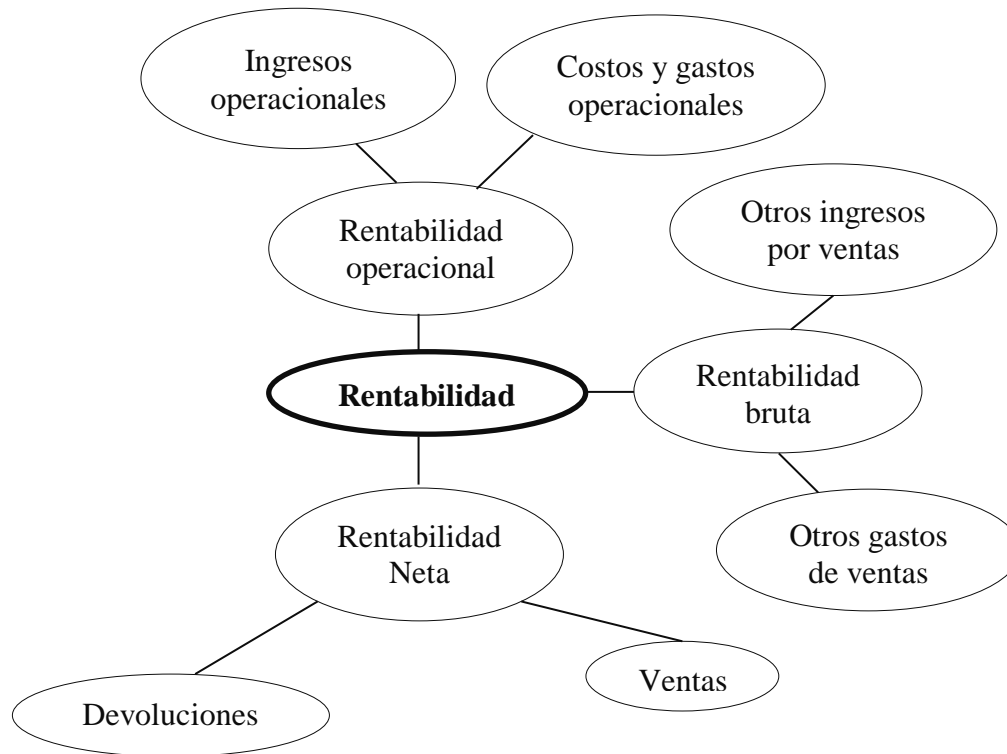 Ingresos
operacionales
Costos y gastos
operacionales
Rentabilidad
operacional
Otros ingresos
por ventas
Rentabilidad
Rentabilidad
bruta
Rentabilidad
Neta
Otros gastos
de ventas
Devoluciones
Ventas